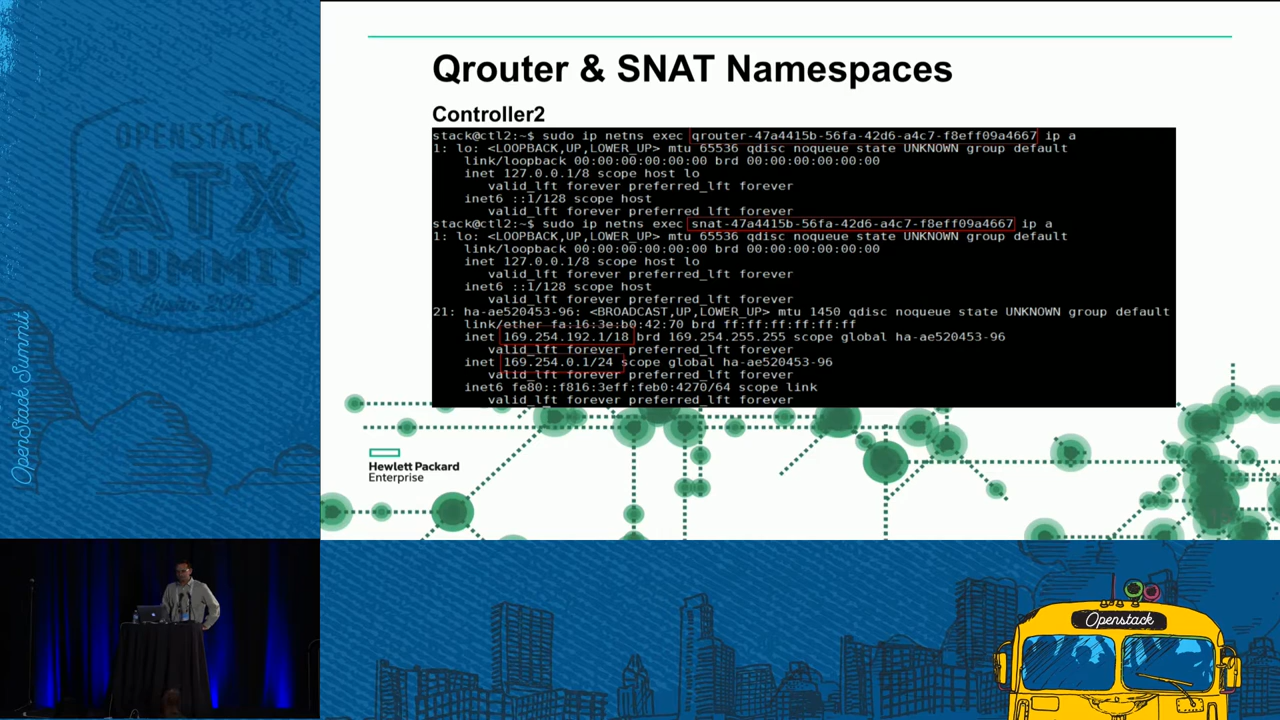 OPENSTACK
ATX
SUMMIT
Austin 2016
OpenStack Summit
Qrouter & SNAT Namespaces
Controller2
stack@ctl2:~$ sudo ip netns exec qrouter-47a4415b-56fa-42d6-a4c7-f8eff09a4667 ip a
1: lo: <LOOPBACK,UP,LOWER_UP> mtu 65536 qdisc noqueue state UNKNOWN group default
link/loopback 00:00:00:00:00:00 brd 00:00:00:00:00:00
inet 127.0.0.1/8 scope host lo
valid_lft forever preferred_lft forever
inet6 ::1/128 scope host
valid_lft forever preferred_lft forever
stack@ctl2:~$ sudo ip netns exec snat-47a4415b-56fa-42d6-a4c7-f8eff09a4667 ip a
1: lo: <LOOPBACK,UP,LOWER_UP> mtu 65536 qdisc noqueue state UNKNOWN group default
link/loopback 00:00:00:00:00:00 brd 00:00:00:00:00:00
inet 127.0.0.1/8 scope host lo
valid_lft forever preferred_lft forever
inet6 ::1/128 scope host
valid_lft forever preferred_lft forever
21: ha-ae520453-96: <BROADCAST,UP,LOWER_UP> mtu 1450 qdisc noqueue state UNKNOWN group default
link/ether fa:16:3e:b0:42:70 brd ff:ff:ff:ff:ff:ff
inet 169.254.192.1/18 brd 169.254.255.255 scope global ha-ae520453-96
valid_lft forever preferred_lft forever
inet 169.254.0.1/24 scope global ha-ae520453-96
valid_lft forever preferred_lft forever
inet6 fe80::f816:3eff:feb0:4270/64 scope link
valid_lft forever preferred_lft forever
Hewlett Packard
Enterprise
Openstack